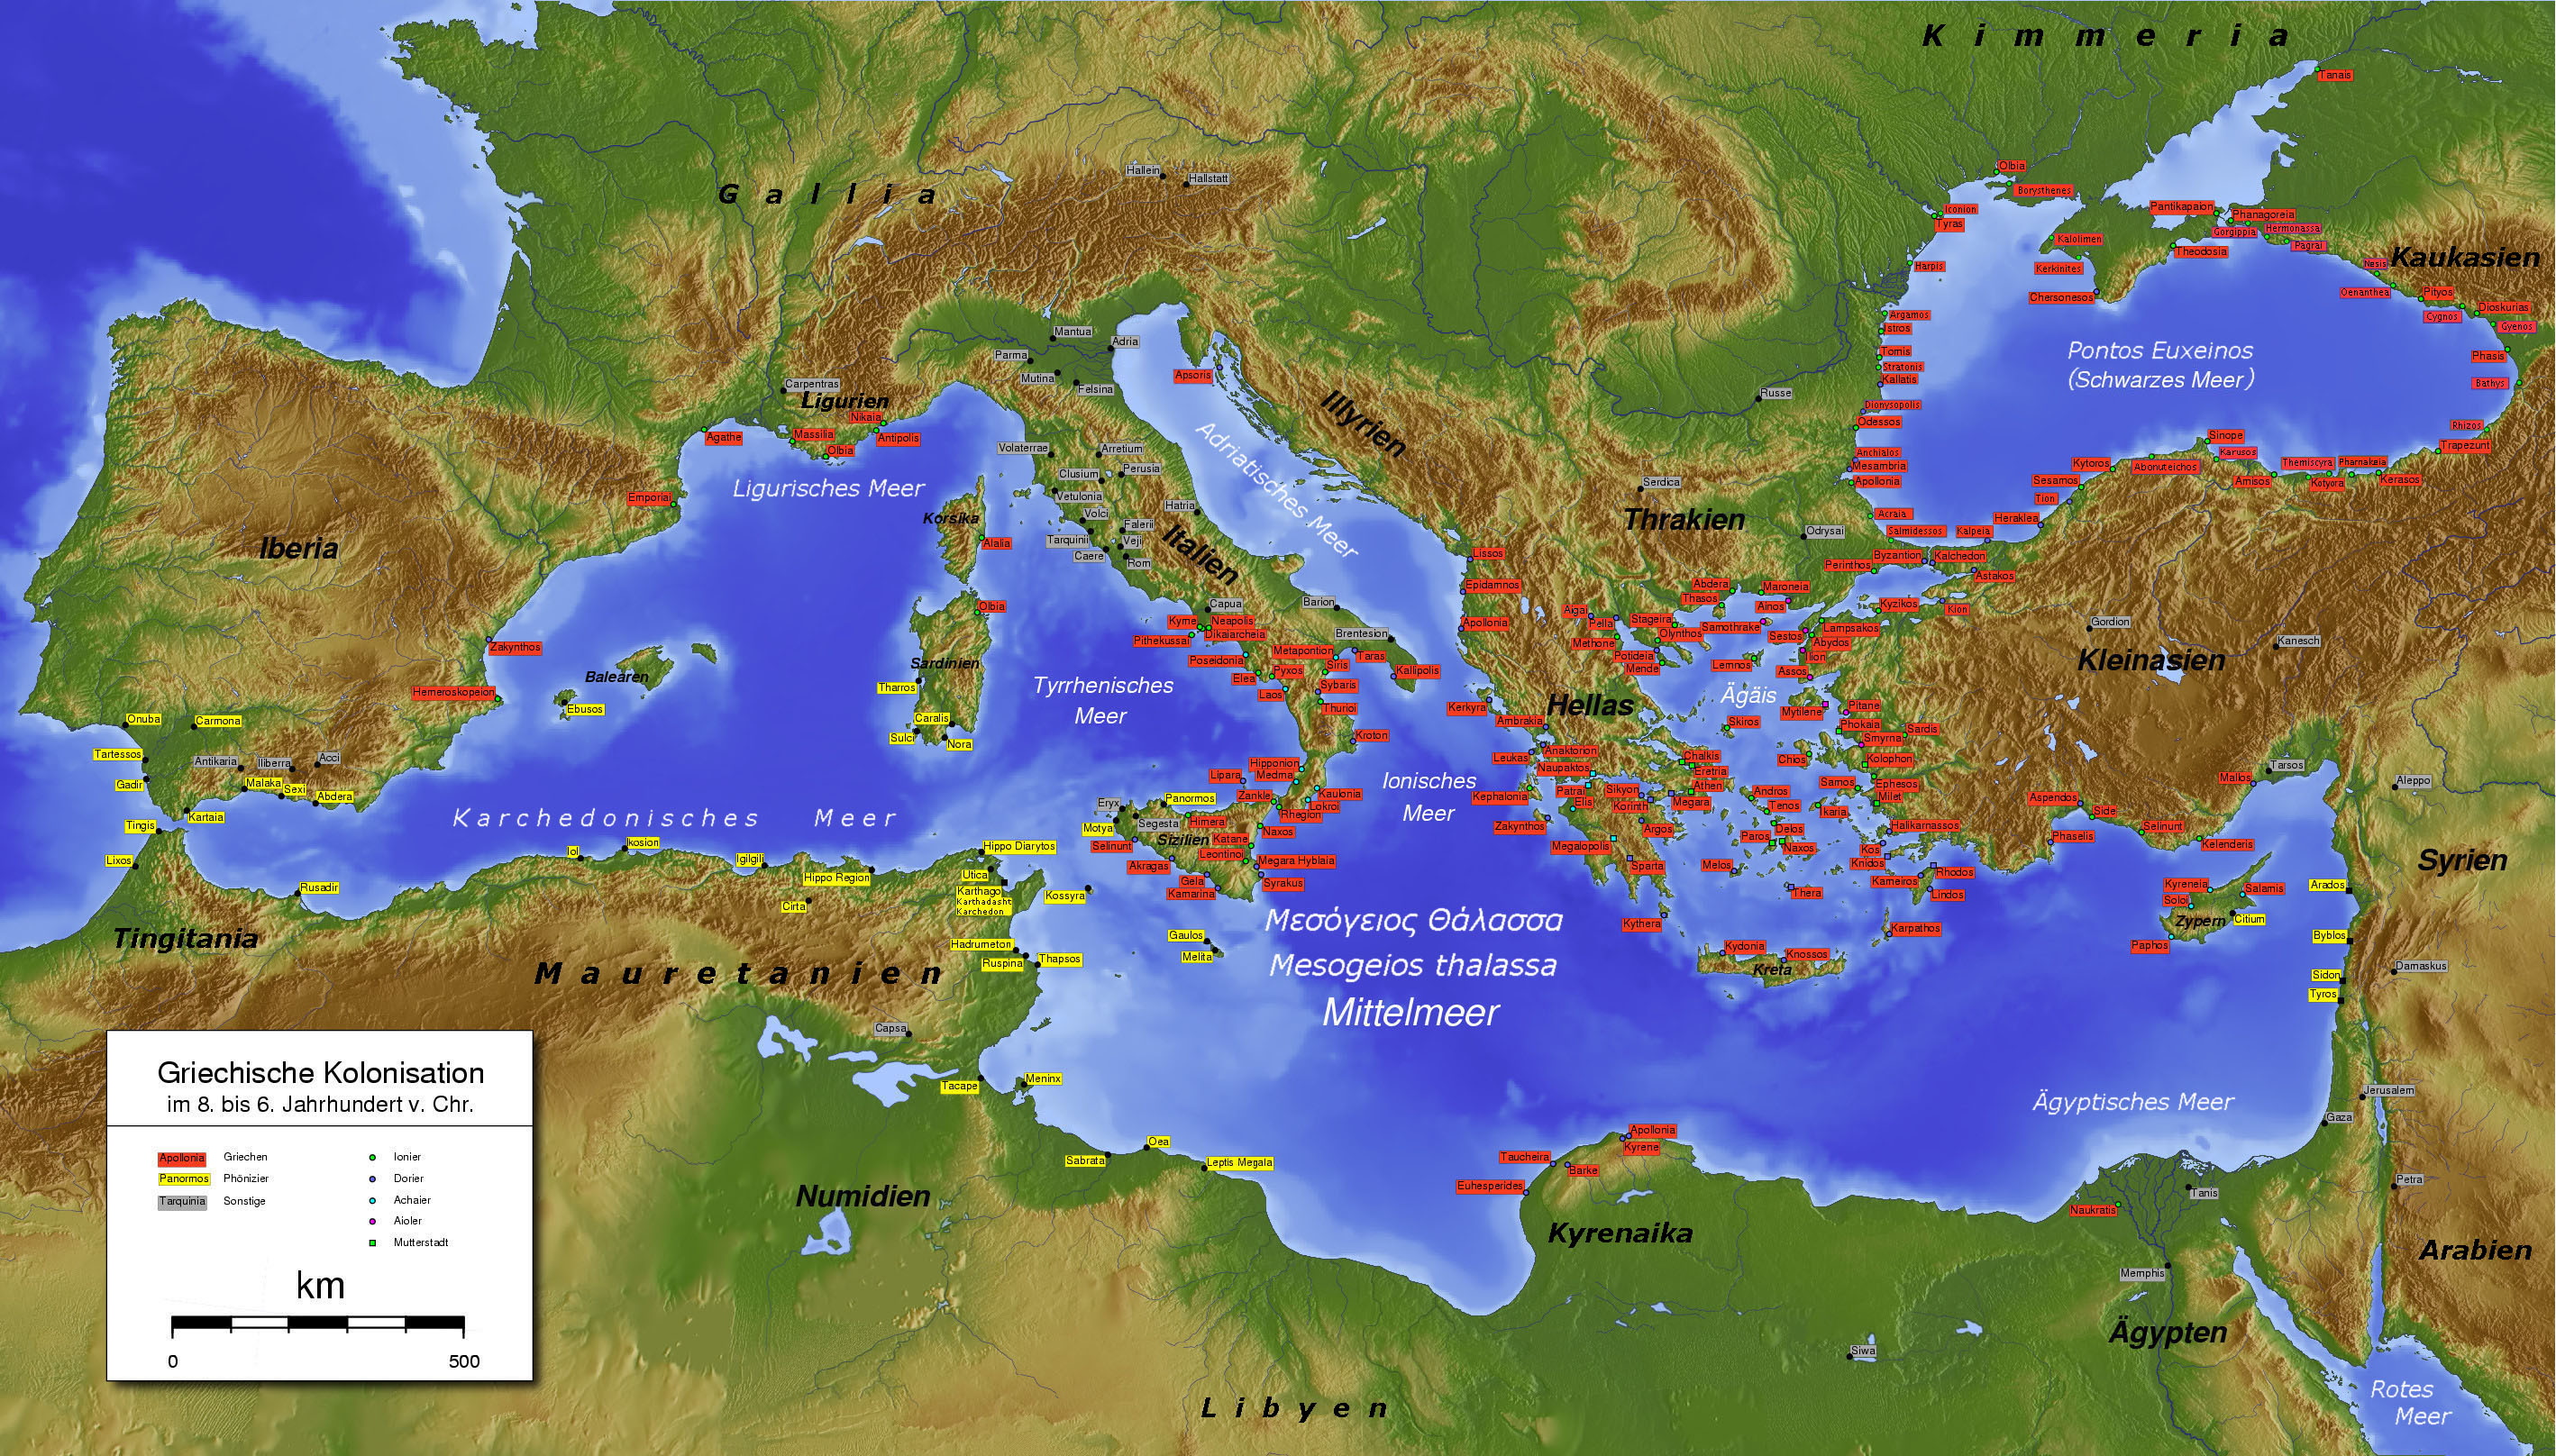 Kimmeria
Tanais
Gallia
Hallein
Hallstatt
Olbia
Borysthenes
Iconion
Tyras
Pantikapaion
Phanagoreia
Gorgippia
Hermonassa
Pagrai
Kalolimen
Theodosia
Kerkinites
Chersonesos
Harpis
Kaukasien
Nesis
Oenanthea
Pityos
Cygnos
Dioskurias
Gyenos
Phasis
Bathys
Rhizos
Trapezunt
Argamos
Istros
Tomis
Stratonis
Kallatis
Dionysopolis
Odessos
Anchialos
Mesambria
Apollonia
Acraia
Salmidessos
Kalpeia
Pontos Euxeinos
(Schwarzes Meer)
Mantua
Adria
Parma
Mutina
Felsina
Apsoris
Carpentras
Ligurien
Nikaia
Agathe
Massilia
Antipolis
Olbia
Illyrien
Russe
Sinope
Karusos
Kytoros
Abonuteichos
Themiscyra
Pharnakeia
Amisos
Kotyora
Kerasos
Sesamos
Tion
Heraklea
Volaterrae
Arretium
Clusium
Perusia
Vetulonia
Volci
Hatria
Falerii
Tarquinii
Veji
Caere
Rom
Adriatisches Meer
Italien
Ligurisches Meer
Emporiai
Korsika
Alalia
Iberia
Serdica
Thrakien
Odrysai
Lissos
Epidamnos
Byzantion
Kalchedon
Perinthos
Astakos
Abdera
Maroneia
Thasos
Ainos
Kyzikos
Kion
Olbia
Capua
Barion
Kyme
Neapolis
Pithekussai
Dikaiarcheia
Brentesion
Apollonia
Aigai
Pella
Stageira
Samothrake
Methone
Olynthos
Sestos
Lampsakos
Abydos
Gordion
Kanesch
Zakynthos
Poseidonia
Metapontion
Taras
Siris
Elea
Pyxos
Kallipolis
Laos
Sybaris
Thurioi
Potideia
Mende
Lemnos
Ilion
Assos
Kleinasien
Sardinien
Balearen
Tharros
Hemeroskopeion
Ebusos
Tyrrhenisches
Meer
Hellas
Ägäis
Kerkyra
Ambrakia
Mytilene
Pitane
Phokaia
Sardis
Smyrna
Skiros
Onuba
Carmona
Caralis
Sulci
Nora
Kroton
Leukas
Anaktorion
Chalkis
Chios
Kolophon
Tartessos
Antikaria
Iliberra
Acci
Gadir
Malaka
Sexi
Abdera
Hipponion
Lipara
Medma
Naupaktos
Eretria
Ionisches
Meer
Patrai
Sikyon
Athen
Samos
Ephesos
Mallos
Tarsos
Aleppo
Panormos
Eryx
Zankle
Kaulonia
Lokroi
Rhegion
Kephalonia
Elis
Korinth
Megara
Andros
Tenos
Ikaria
Milet
Aspendos
Side
Kartaia
Tingis
Karchedonisches Meer
Motya
Segesta
Himera
Sizilien
Katane
Naxos
Selinunt
Leontinoi
Zakynthos
Argos
Megalopolis
Paros
Delos
Naxos
Halikarnassos
Kos
Knidos
Phaselis
Selinunt
Kelenderis
Lixos
Iol
Ikosion
Igilgili
Hippo Diarytos
Hippo Region
Utica
Akragas
Megara Hyblaia
Gela
Syrakus
Kamarina
Sparta
Melos
Thera
Kameiros
Rhodos
Lindos
Syrien
Rusadir
Cirta
Karthago
Karthadasht
Karchedon
Kossyra
Kyreneia
Salamis
Soloi
Zypern
Citium
Paphos
Arados
Byblos
Tingitania
Μεσόγειος Θάλασσα
Mesogeios thalassa
Mittelmeer
Kythera
Karpathos
Kydonia
Knossos
Kreta
Hadrumeton
Ruspina
Thapsos
Gaulos
Melita
Mauretanien
Damaskus
Sidon
Tyros
Capsa
Tacape
Meninx
Ägyptisches Meer
Jerusalem
Gaza
Sabrata
Oea
Leptis Megala
Apollonia
Kyrene
Taucheira
Barke
Euhesperides
Petra
Tanis
Naukratis
Numidien
Kyrenaika
Arabien
Memphis
Ägypten
Siwa
Libyen
Rotes
Meer
Griechische Kolonisation
im 8. bis 6. Jahrhundert v. Chr.
Apollonia Griechen
Panormos Phönizier
Tarquinia Sonstige
Ionier
Dorier
Achaier
Aioler
Mutterstadt
km
0 500